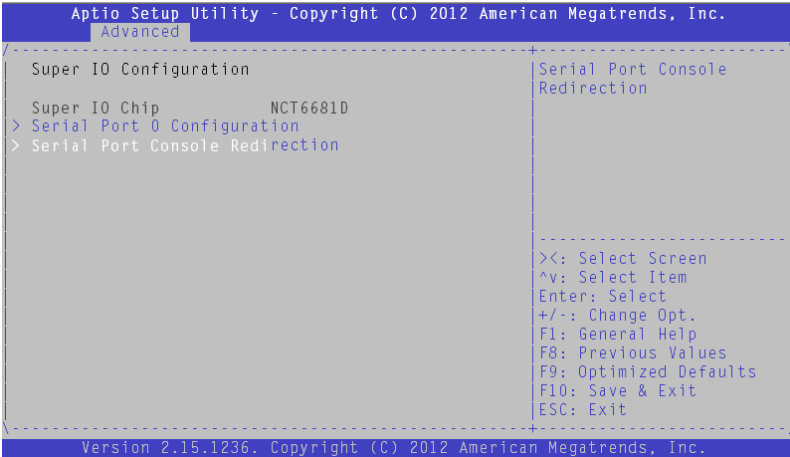 Aptio Setup Utility - Copyright (C) 2012 American Megatrends, Inc.
Advanced
Super IO Configuration
Super IO Chip NCT6681D
> Serial Port 0 Configuration
> Serial Port Console Redirection
Serial Port Console
Redirection
><: Select Screen
^v: Select Item
Enter: Select
+/-: Change Opt.
F1: General Help
F8: Previous Values
F9: Optimized Defaults
F10: Save & Exit
ESC: Exit
Version 2.15.1236. Copyright (C) 2012 American Megatrends, Inc.